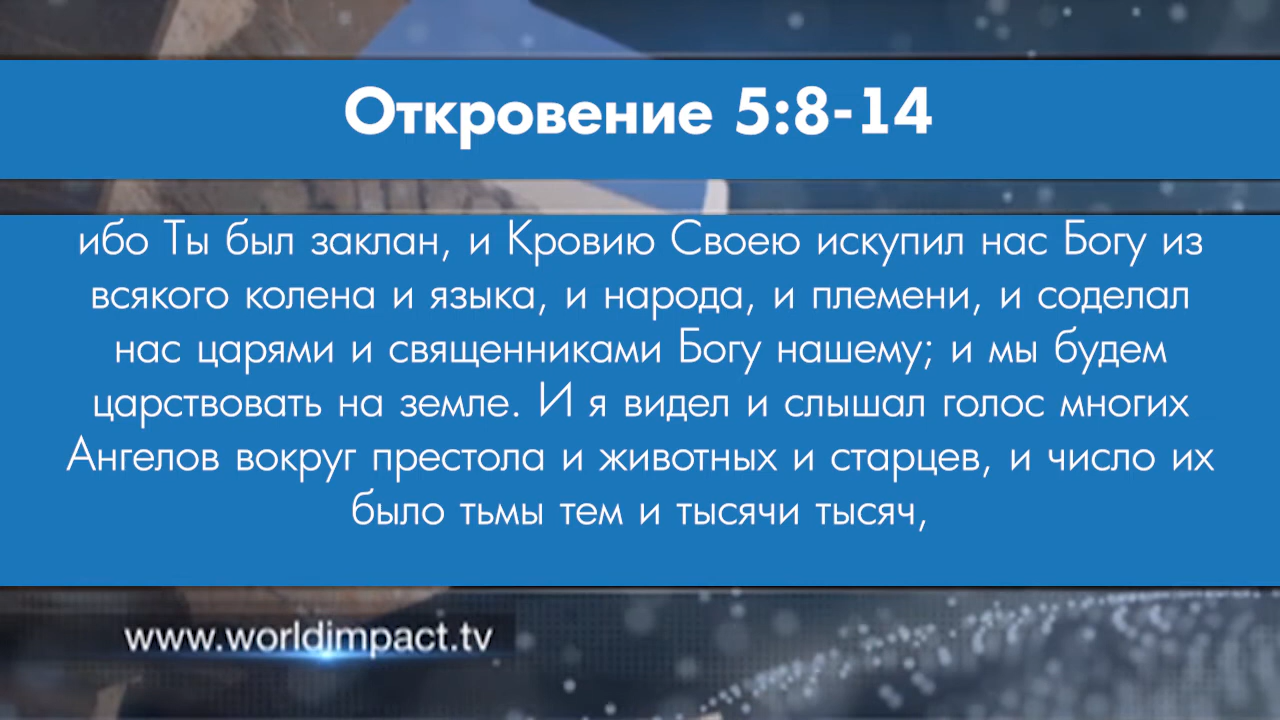 Откровение 5:8-14
ибо Ты был заклан, и Кровию Своею искупил нас Богу из
всякого колена и языка, и народа, и племени, и соделал
нас царями и священниками Богу нашему; и мы будем
царствовать на земле. И я видел и слышал голос многих
Ангелов вокруг престола и животных и старцев, и число их
было тьмы тем и тысячи тысяч,
www.worldimpact.tv